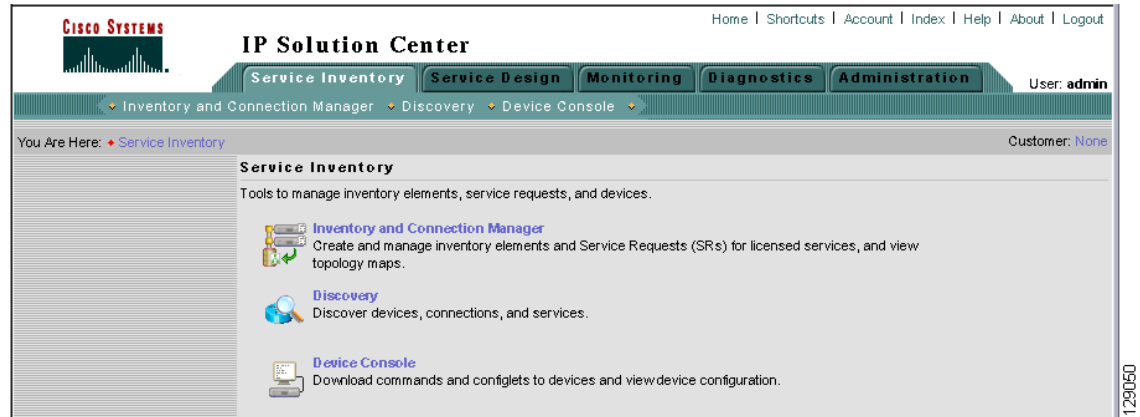 Home | Shortcuts | Account | Index | Help | About | Logout
CISCO SYSTEMS
IP Solution Center
Service Inventory Service Design Monitoring Diagnostics Administration
User: admin
Inventory and Connection Manager Discovery Device Console
You Are Here: Service Inventory
Customer: None
Service Inventory
Tools to manage inventory elements, service requests, and devices.
Inventory and Connection Manager
Create and manage inventory elements and Service Requests (SRs) for licensed services, and view
topology maps.
Discovery
Discover devices, connections, and services.
Device Console
Download commands and configlets to devices and view device configuration.
129050